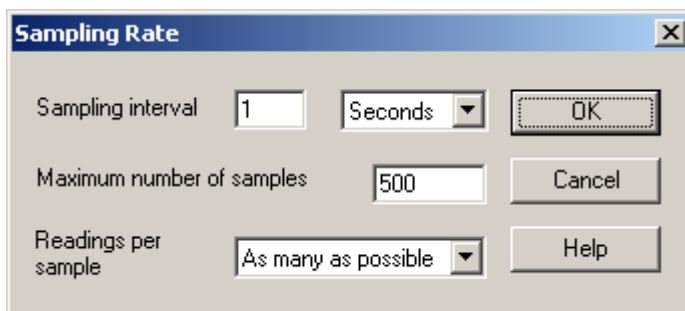 Sampling Rate
Sampling interval 1 Seconds OK
Maximum number of samples 500 Cancel
Readings per
sample As many as possible Help